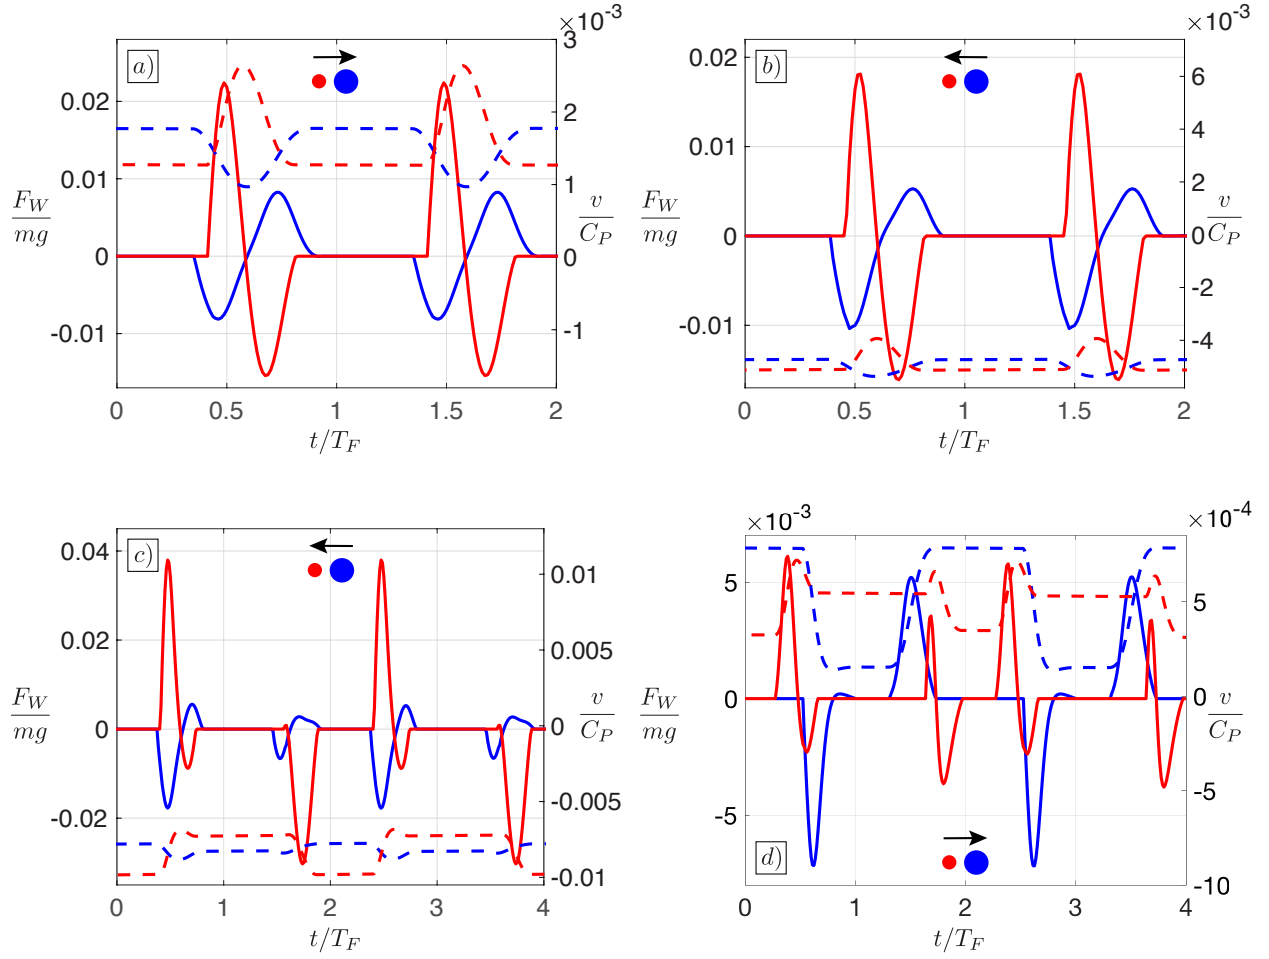 ×10⁻³
a)
3
2
1
0
-1
0.02
0.01
0
-0.01
F_W
mg
v
C_P
0
0.5
1
1.5
2
t/T_F
×10⁻³
b)
0.02
0.01
0
-0.01
6
4
2
0
-2
-4
F_W
mg
v
C_P
0
0.5
1
1.5
2
t/T_F
c)
0.04
0.02
0
-0.02
0.01
0.005
0
-0.005
-0.01
F_W
mg
v
C_P
0
1
2
3
4
t/T_F
×10⁻³
×10⁻⁴
5
0
-5
5
0
-5
-10
F_W
mg
v
C_P
d)
0
1
2
3
4
t/T_F